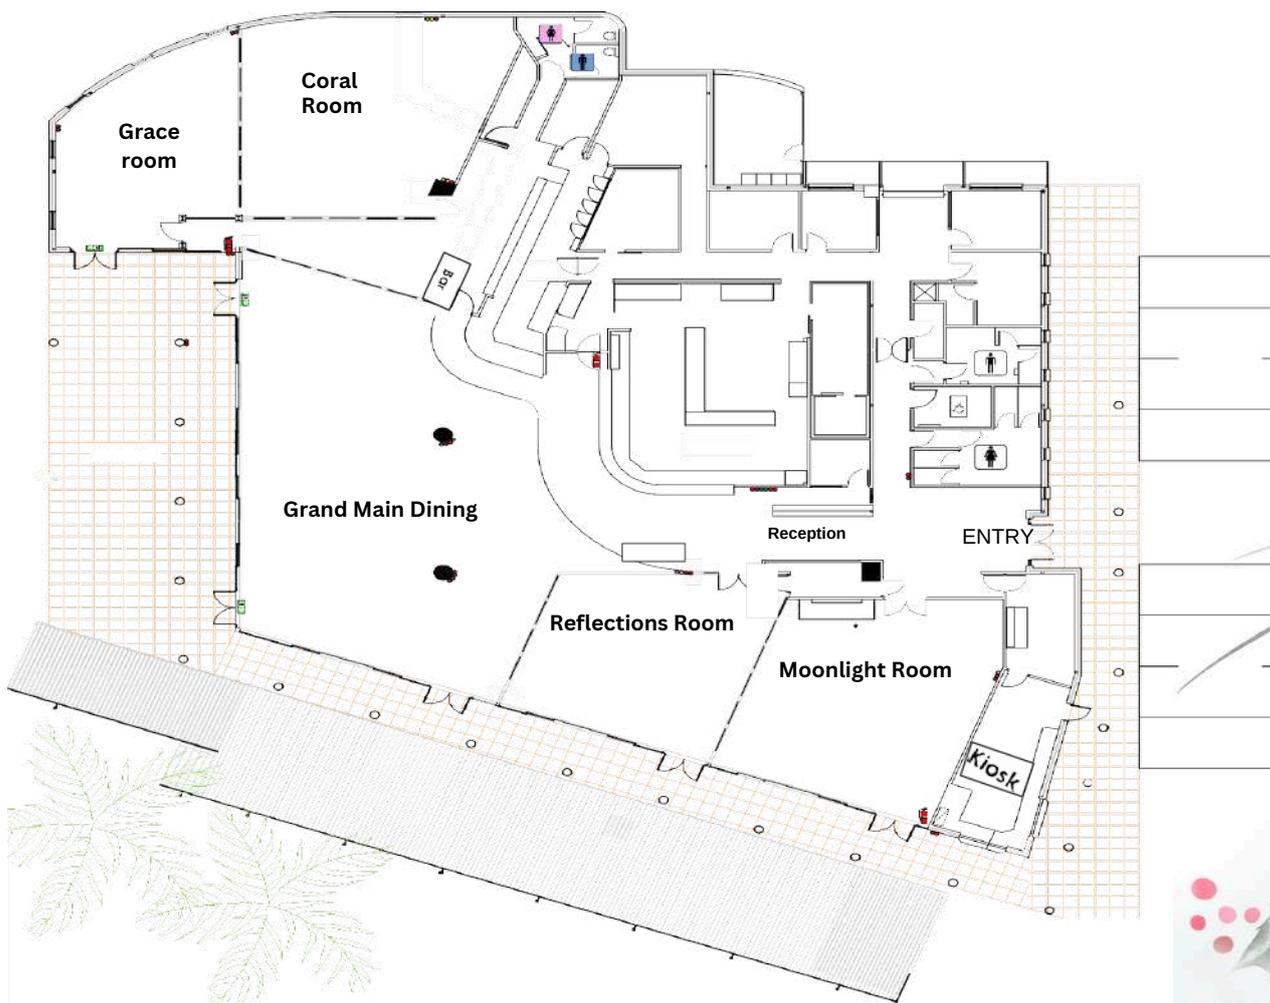 Coral
Room
Grace
room
Bar
Grand Main Dining
Reception
ENTRY
Reflections Room
Moonlight Room
Kiosk